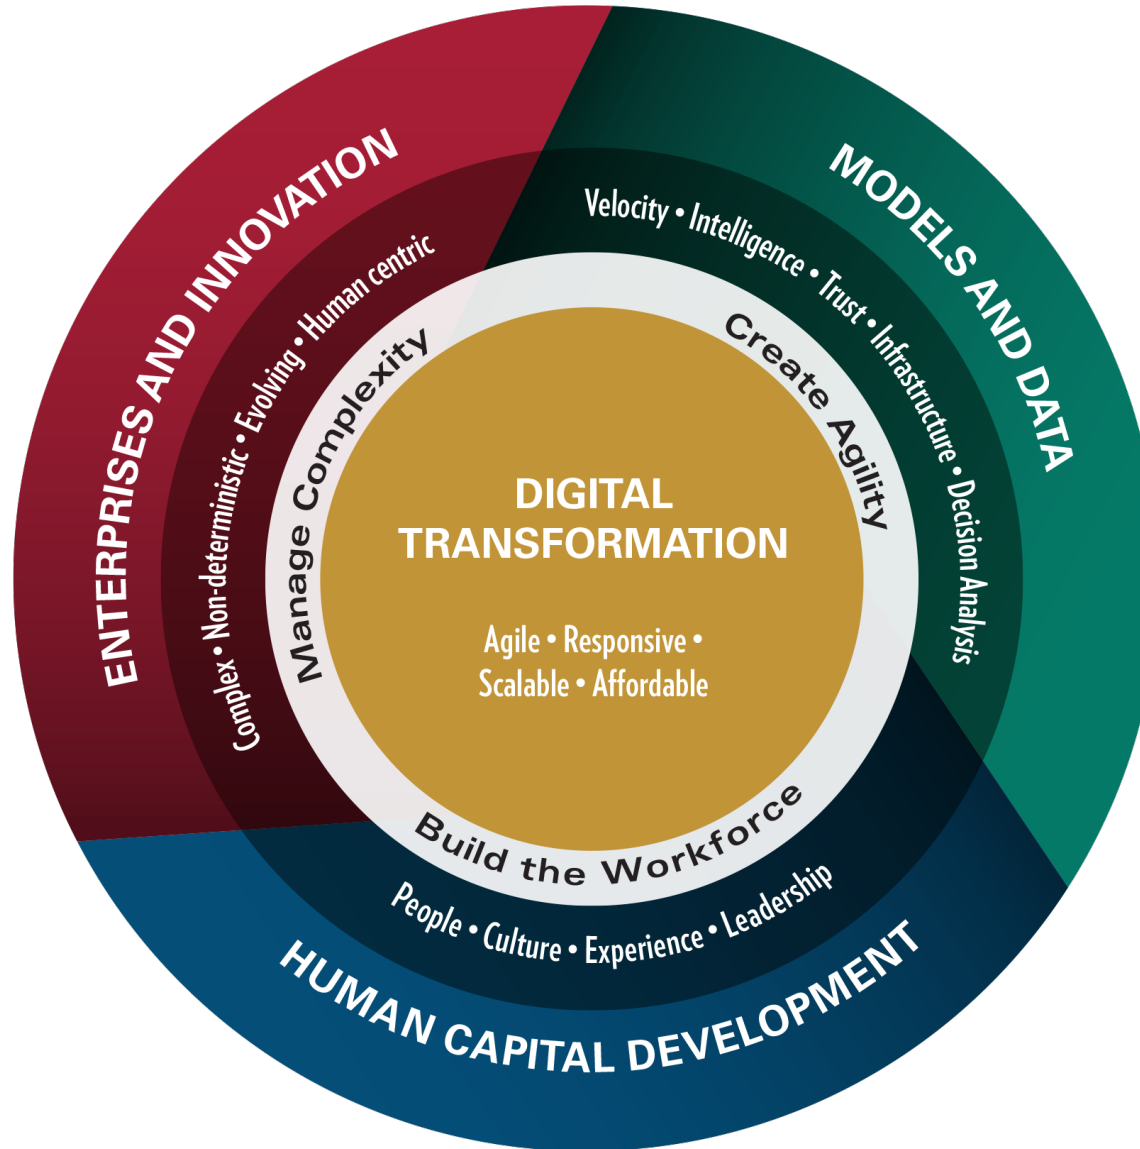 ENTERPRISES AND INNOVATION
Complex • Non-deterministic • Evolving • Human centric
Manage Complexity
MODELS AND DATA
Velocity • Intelligence • Trust • Infrastructure • Decision Analysis
Create Agility
DIGITAL
TRANSFORMATION
Agile • Responsive •
Scalable • Affordable
Build the Workforce
People • Culture • Experience • Leadership
HUMAN CAPITAL DEVELOPMENT